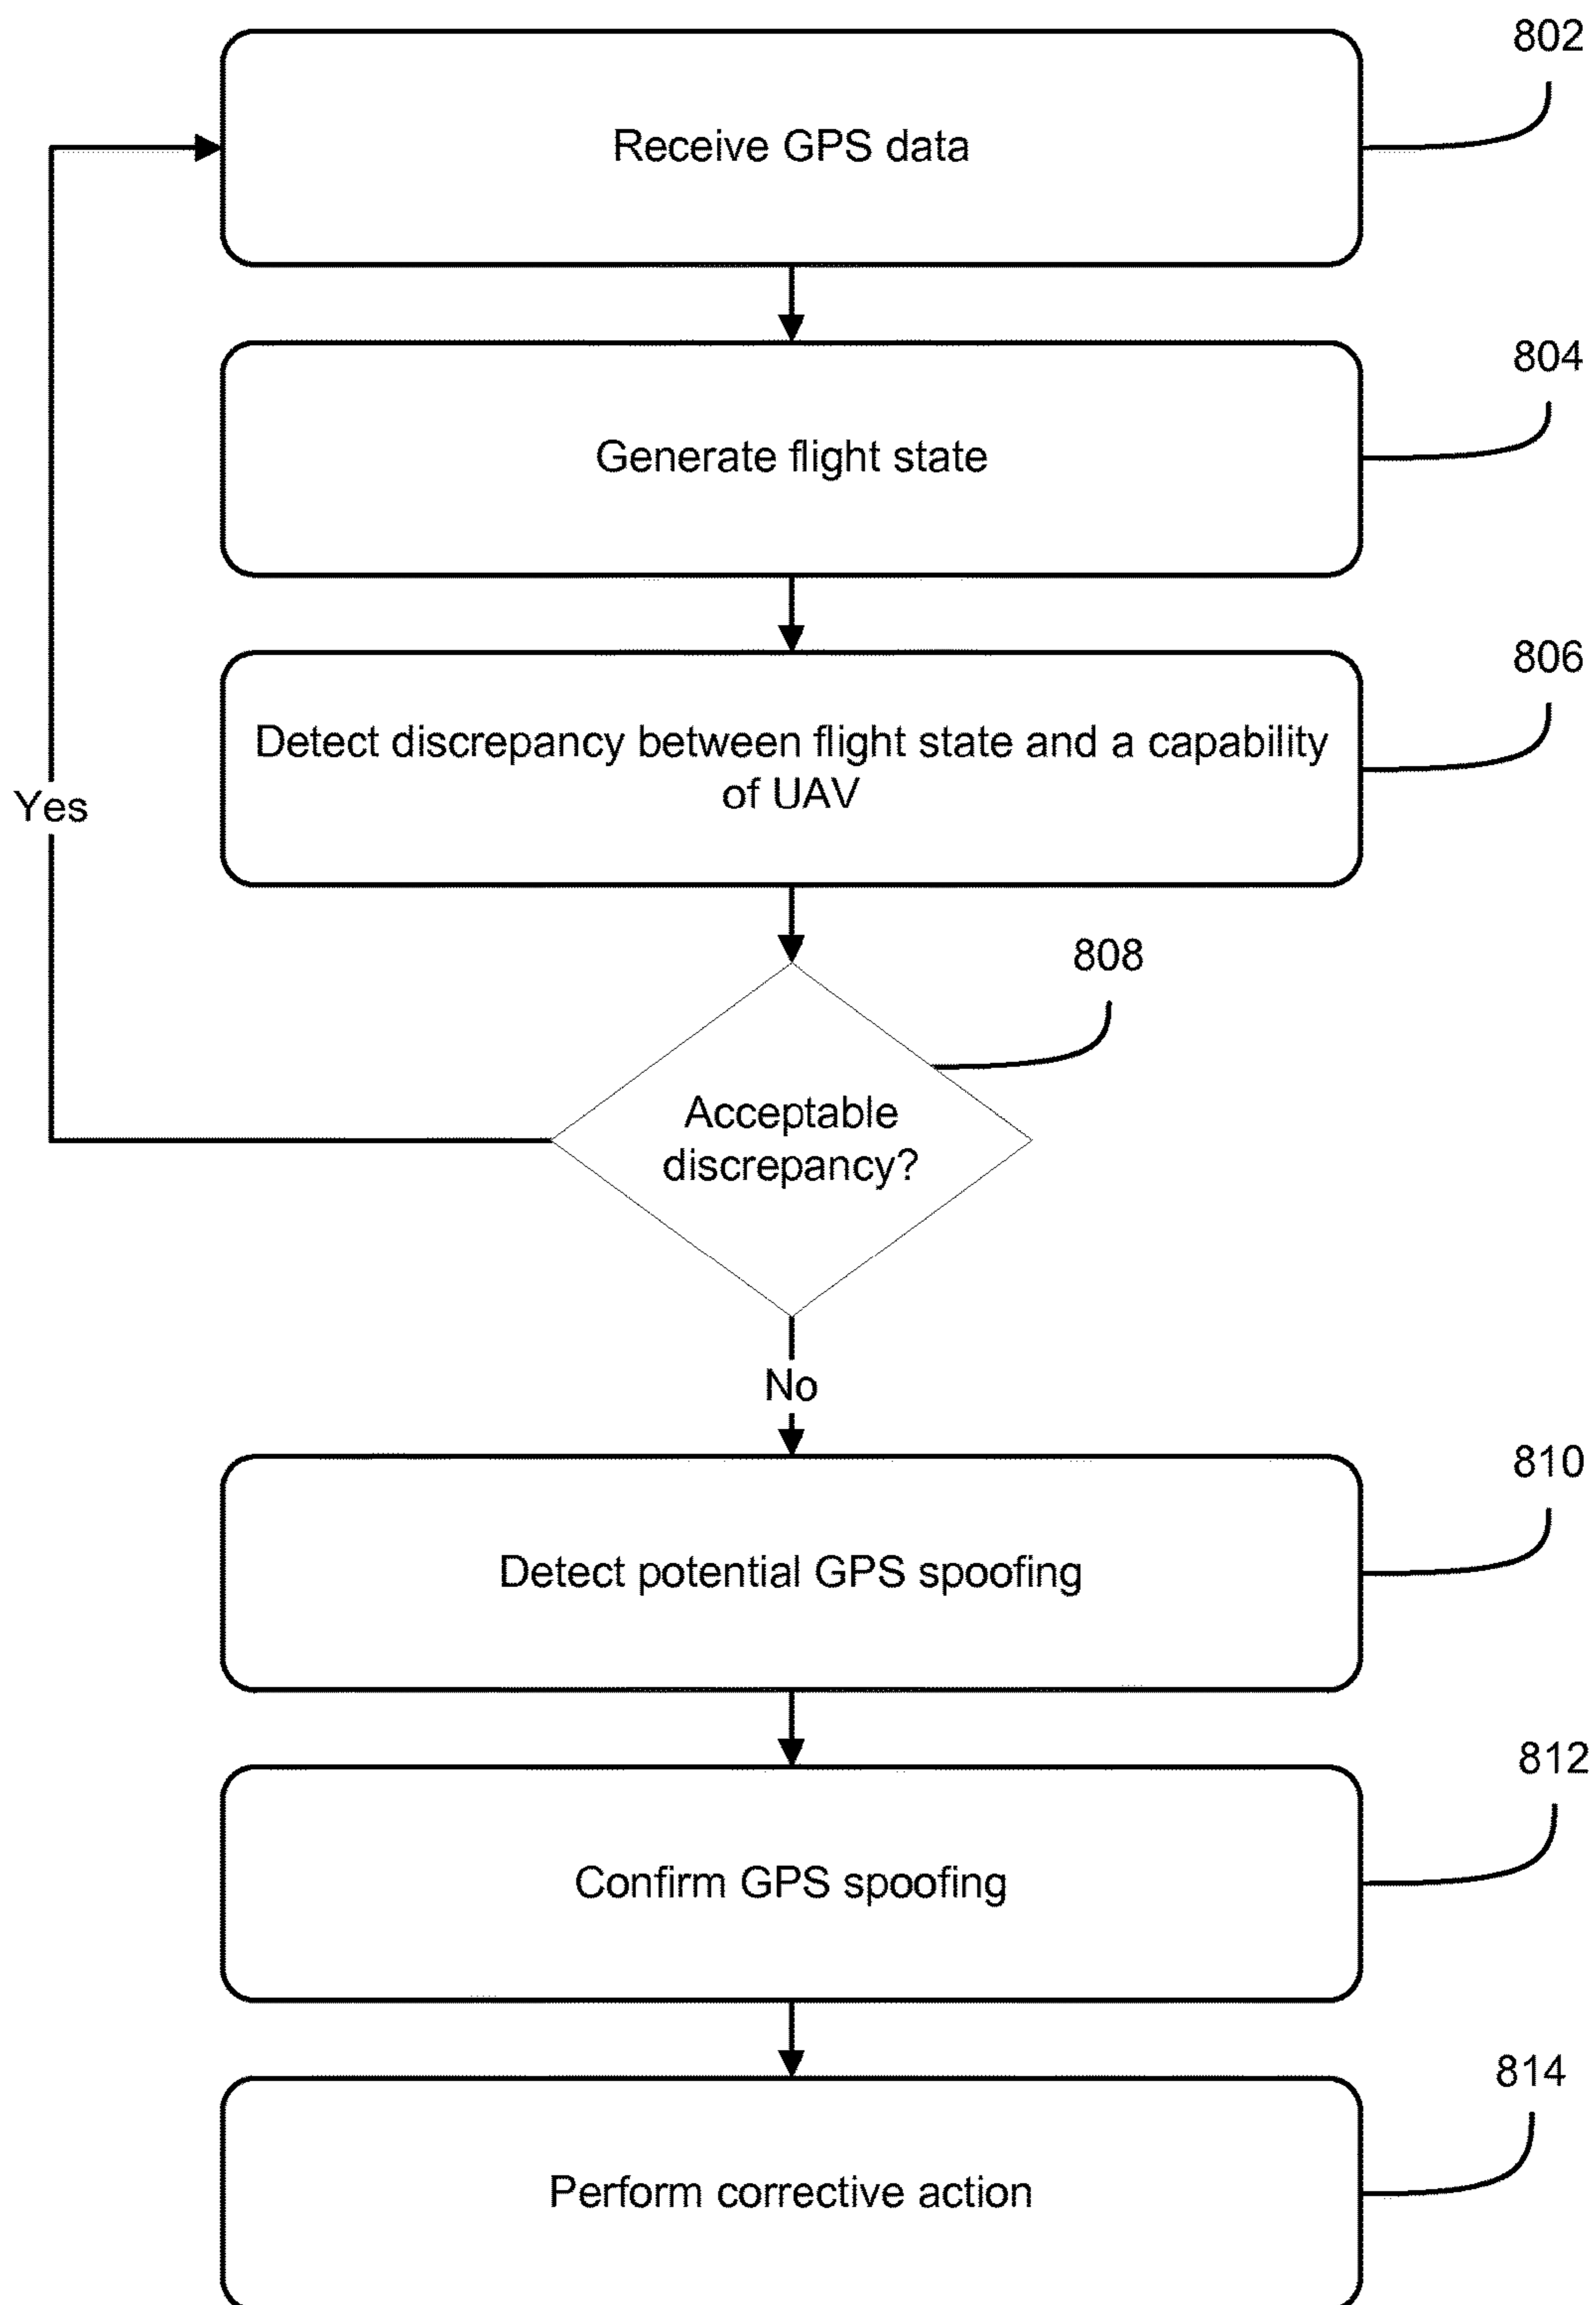 802
Receive GPS data
804
Generate flight state
806
Detect discrepancy between flight state and a capability
of UAV
Yes
808
Acceptable
discrepancy?
No
810
Detect potential GPS spoofing
812
Confirm GPS spoofing
814
Perform corrective action